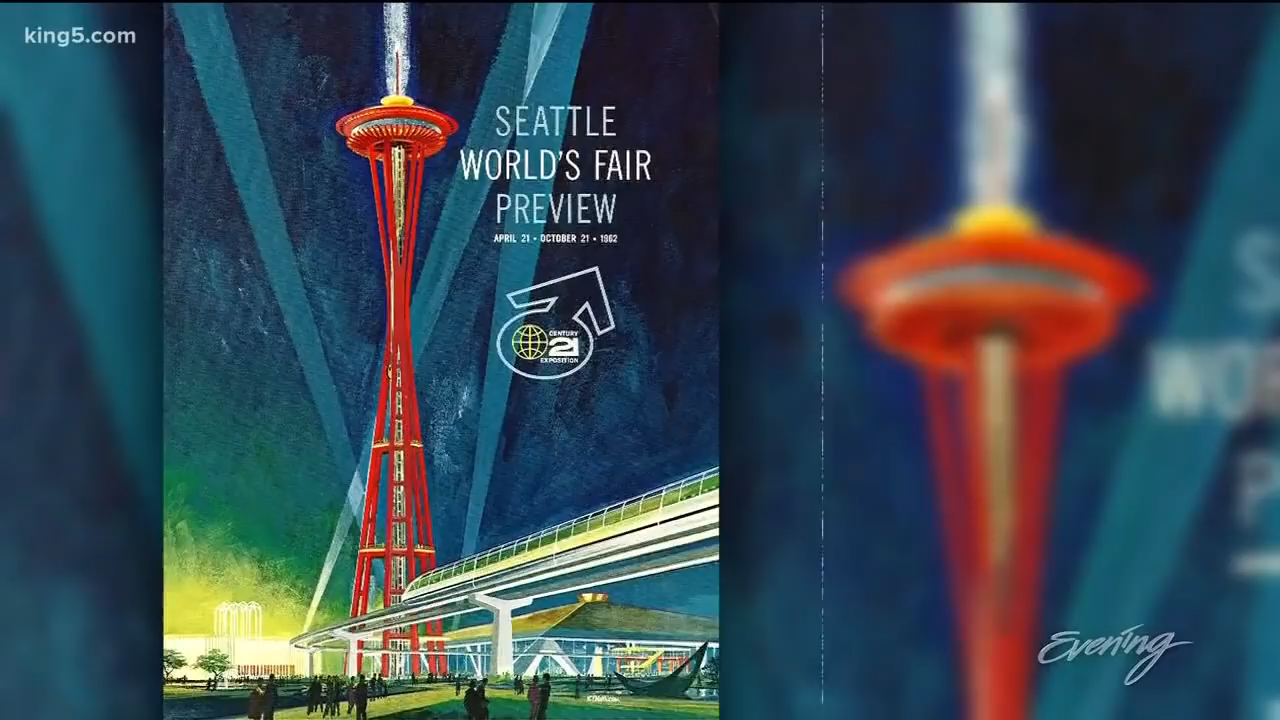 king5.com
SEATTLE
WORLD'S FAIR
PREVIEW
APRIL 21 • OCTOBER 21 • 1962
CENTURY
21
EXPOSITION
Evening